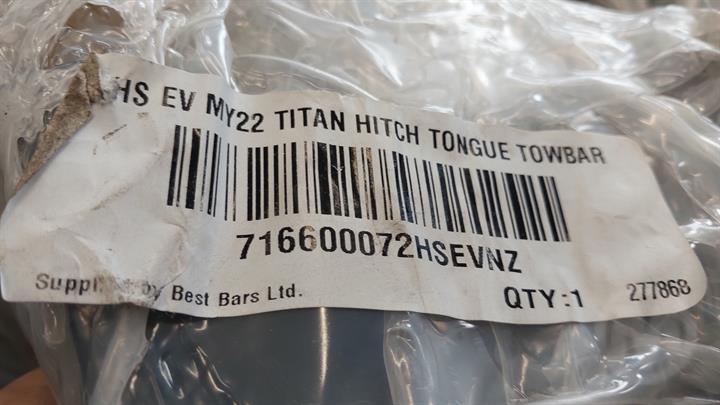 HS EV MY22 TITAN HITCH TONGUE TOWBAR
716600072HSEVNZ
Best Bars Ltd.
QTY:1
277868